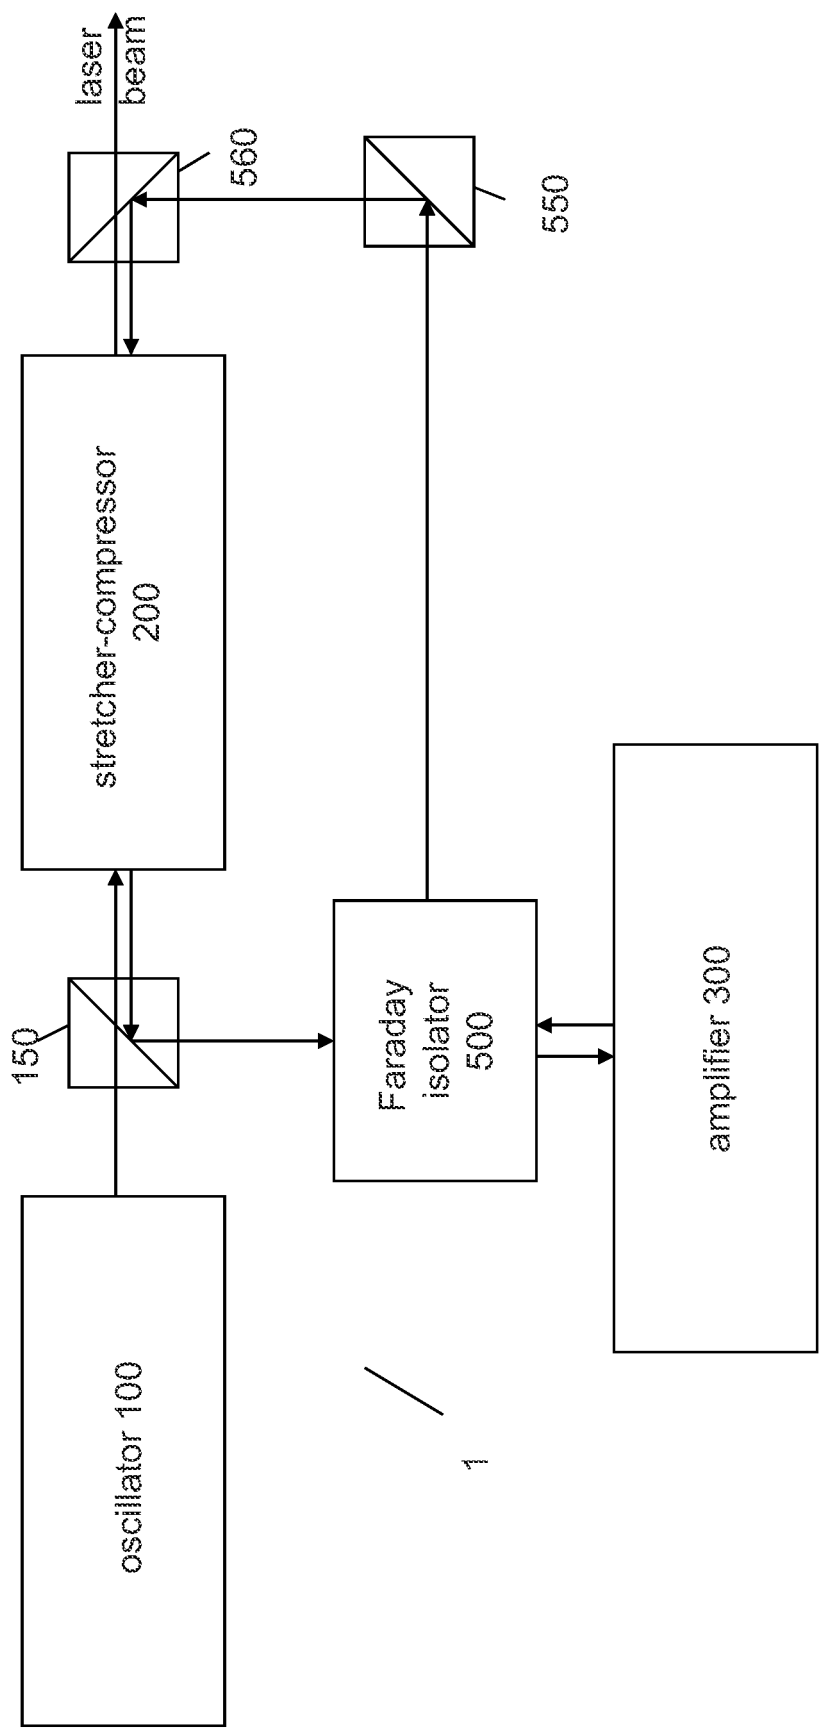 oscillator 100
150
stretcher-compressor
200
560
laser
beam
Faraday
isolator
500
550
1
amplifier 300